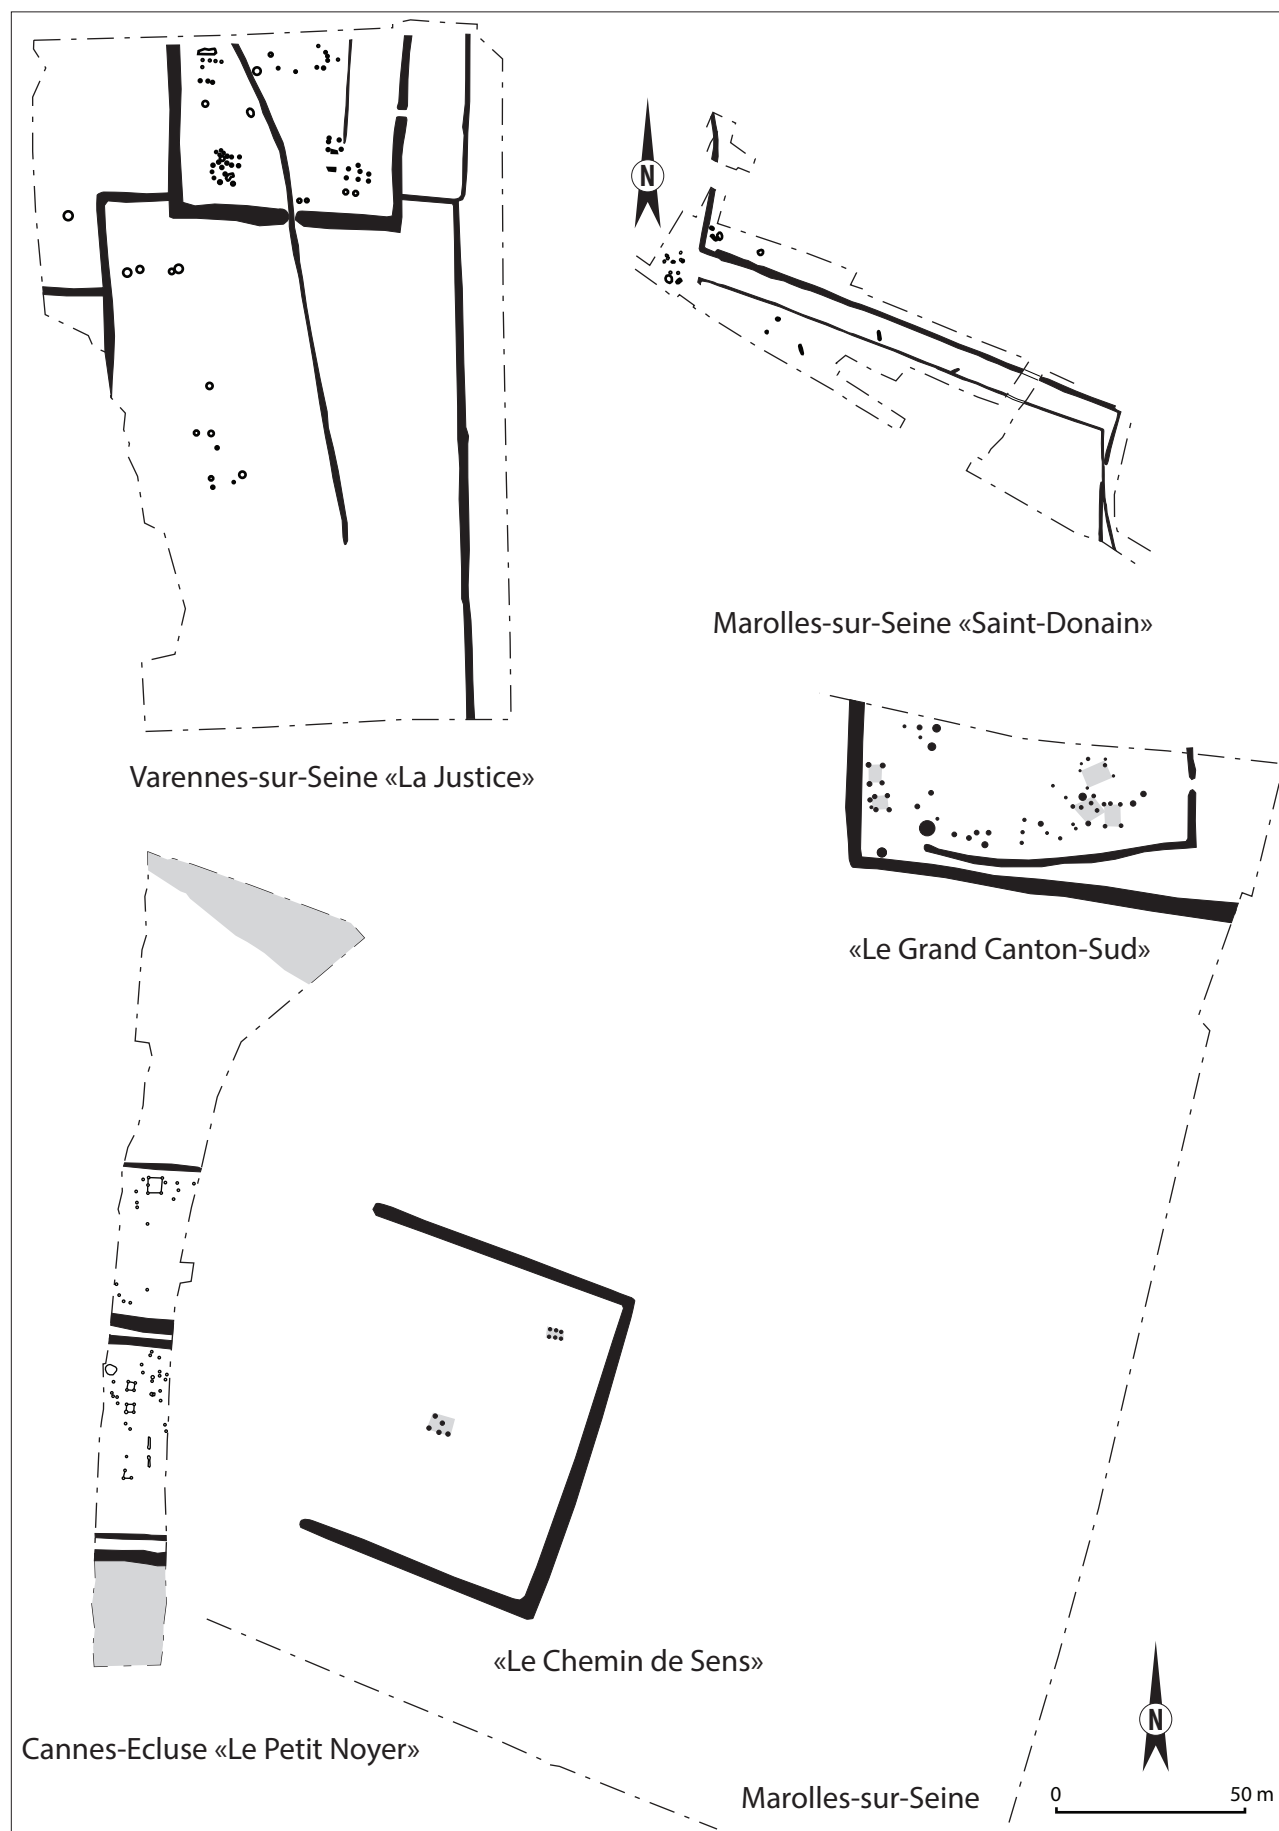 N
Marolles-sur-Seine «Saint-Donain»
Varennes-sur-Seine «La Justice»
«Le Grand Canton-Sud»
«Le Chemin de Sens»
Cannes-Ecluse «Le Petit Noyer»
N
Marolles-sur-Seine
0 50 m